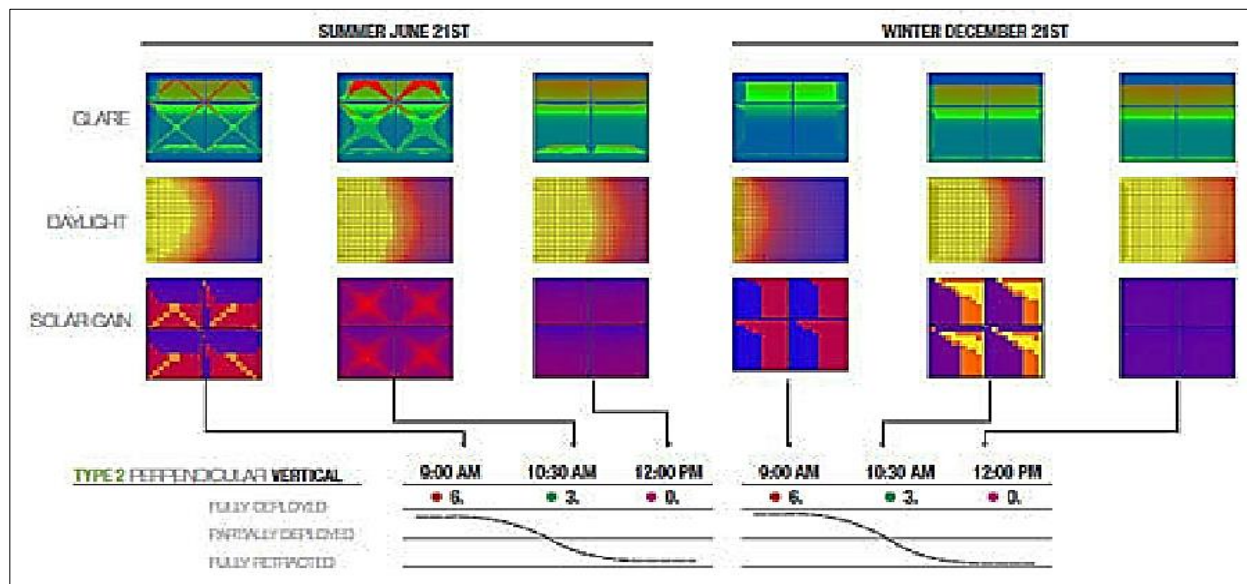 SUMMER JUNE 21ST
WINTER DECEMBER 21ST
GLARE
DAYLIGHT
SOLAR GAIN
TYPE 2 PERPENDICULAR VERTICAL
9:00 AM 10:30 AM 12:00 PM 9:00 AM 10:30 AM 12:00 PM
6. 3. 0. 6. 3. 0.
FULLY DEPLOYED
PARTIALLY DEPLOYED
FULLY RETRACTED